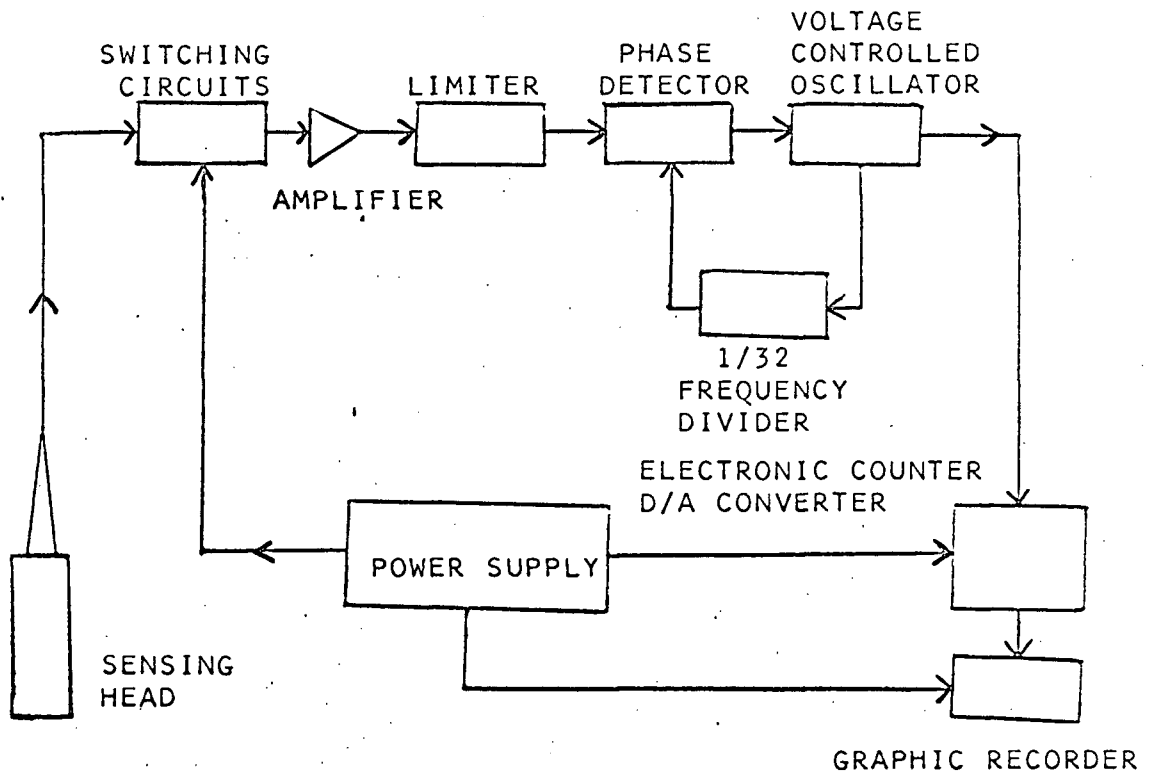 SWITCHING
CIRCUITS
AMPLIFIER
LIMITER
PHASE
DETECTOR
VOLTAGE
CONTROLLED
OSCILLATOR
1/32
FREQUENCY
DIVIDER
ELECTRONIC COUNTER
D/A CONVERTER
POWER SUPPLY
SENSING
HEAD
GRAPHIC RECORDER